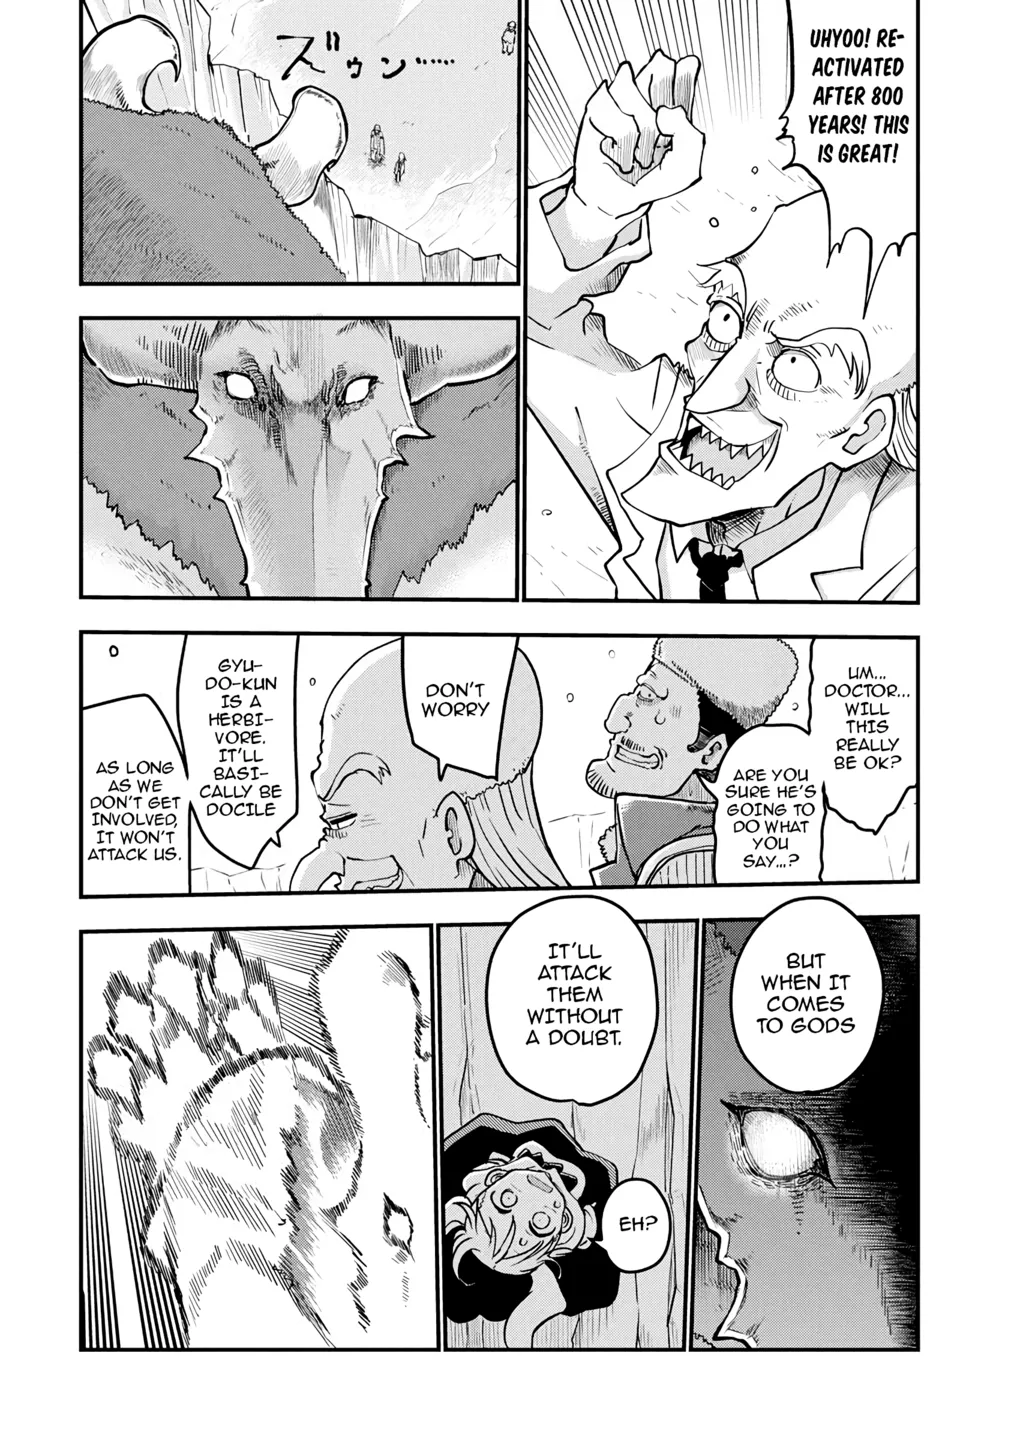 UHYOO! RE-
ACTIVATED
AFTER 800
YEARS! THIS
IS GREAT!
ズゥン……
UM...
DOCTOR...
WILL
THIS
REALLY
BE OK?
ARE YOU
SURE HE'S
GOING TO
DO WHAT
YOU
SAY...?
DON'T
WORRY
GYU-
DO-KUN
IS A
HERBI-
VORE.
IT'LL
BASI-
CALLY BE
DOCILE
AS LONG
AS WE
DON'T GET
INVOLVED,
IT WON'T
ATTACK US.
BUT
WHEN IT
COMES
TO GODS
IT'LL
ATTACK
THEM
WITHOUT
A DOUBT.
EH?